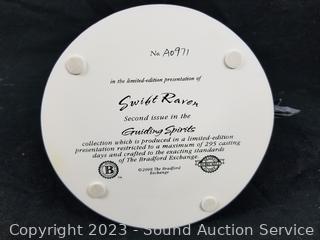 No. A0971
in the limited-edition presentation of
Swift Raven
Second issue in the
Guiding Spirits
collection which is produced in a limited-edition
presentation restricted to a maximum of 295 casting
days and crafted to the exacting standards
of The Bradford Exchange.
©2005 The Bradford
Exchange
B
Copyright © 2023 - Sound Auction Service